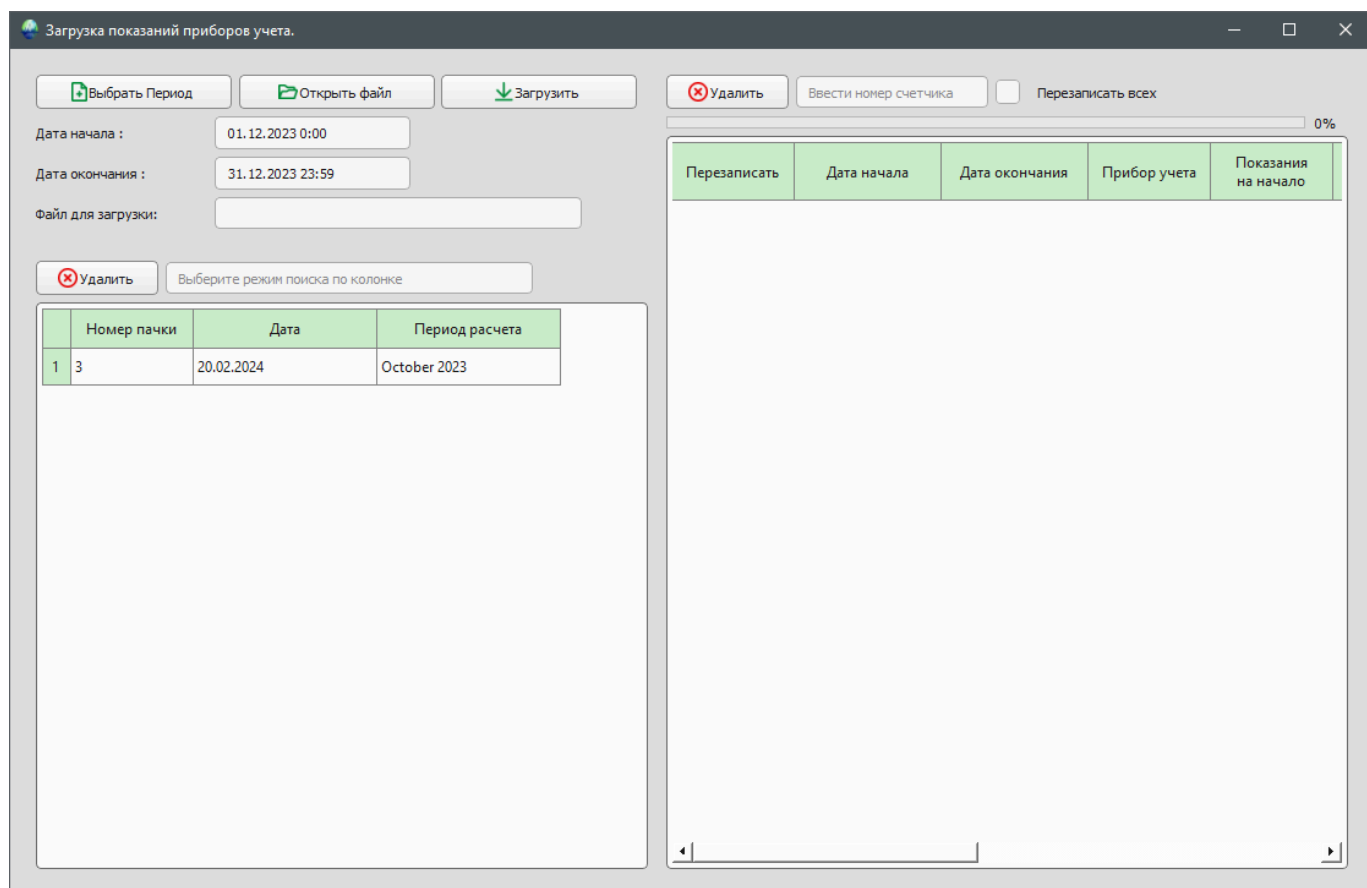 Загрузка показаний приборов учета.
Выбрать Период
Открыть файл
Загрузить
Дата начала :
01.12.2023 0:00
Дата окончания :
31.12.2023 23:59
Файл для загрузки:
Удалить
Выберите режим поиска по колонке
Номер пачки Дата Период расчета
1 3 20.02.2024 October 2023
Удалить
Ввести номер счетчика
Перезаписать всех
0%
Перезаписать Дата начала Дата окончания Прибор учета Показания
на начало